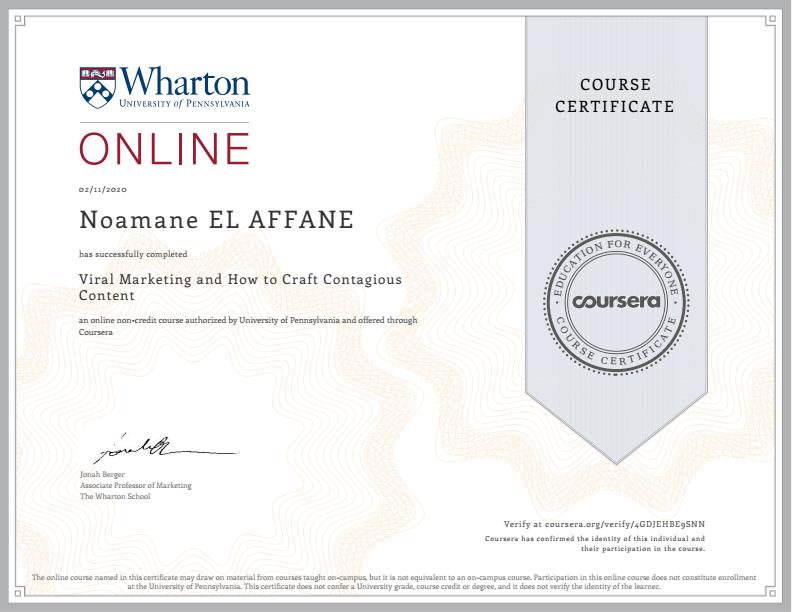 Wharton
UNIVERSITY of PENNSYLVANIA
ONLINE
02/11/2020
Noamane EL AFFANE
has successfully completed
Viral Marketing and How to Craft Contagious
Content
an online non-credit course authorized by University of Pennsylvania and offered through
Coursera
Jonah Berger
Associate Professor of Marketing
The Wharton School
COURSE
CERTIFICATE
EDUCATION FOR EVERYONE
coursera
COURSE CERTIFICATE
Verify at coursera.org/verify/4GDJEHBE9SNN
Coursera has confirmed the identity of this individual and
their participation in the course.
The online course named in this certificate may draw on material from courses taught on-campus, but it is not equivalent to an on-campus course. Participation in this online course does not constitute enrollment
at the University of Pennsylvania. This certificate does not confer a University grade, course credit or degree, and it does not verify the identity of the learner.